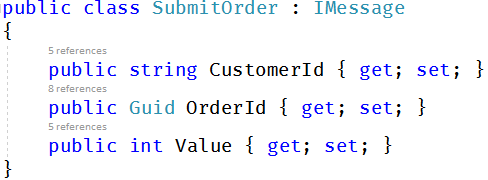 public class SubmitOrder : IMessage
{
5 references
public string CustomerId { get; set; }
8 references
public Guid OrderId { get; set; }
5 references
public int Value { get; set; }
}